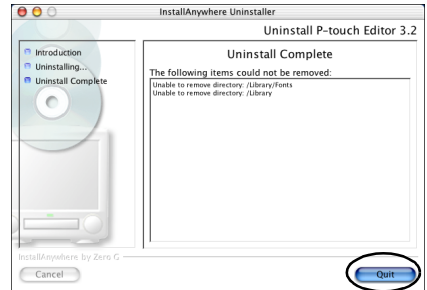 InstallAnywhere Uninstaller
Uninstall P-touch Editor 3.2
Introduction
Uninstalling...
Uninstall Complete
Uninstall Complete
The following items could not be removed:
Unable to remove directory: /Library/Fonts
Unable to remove directory: /Library
InstallAnywhere by Zero G
Cancel
Quit